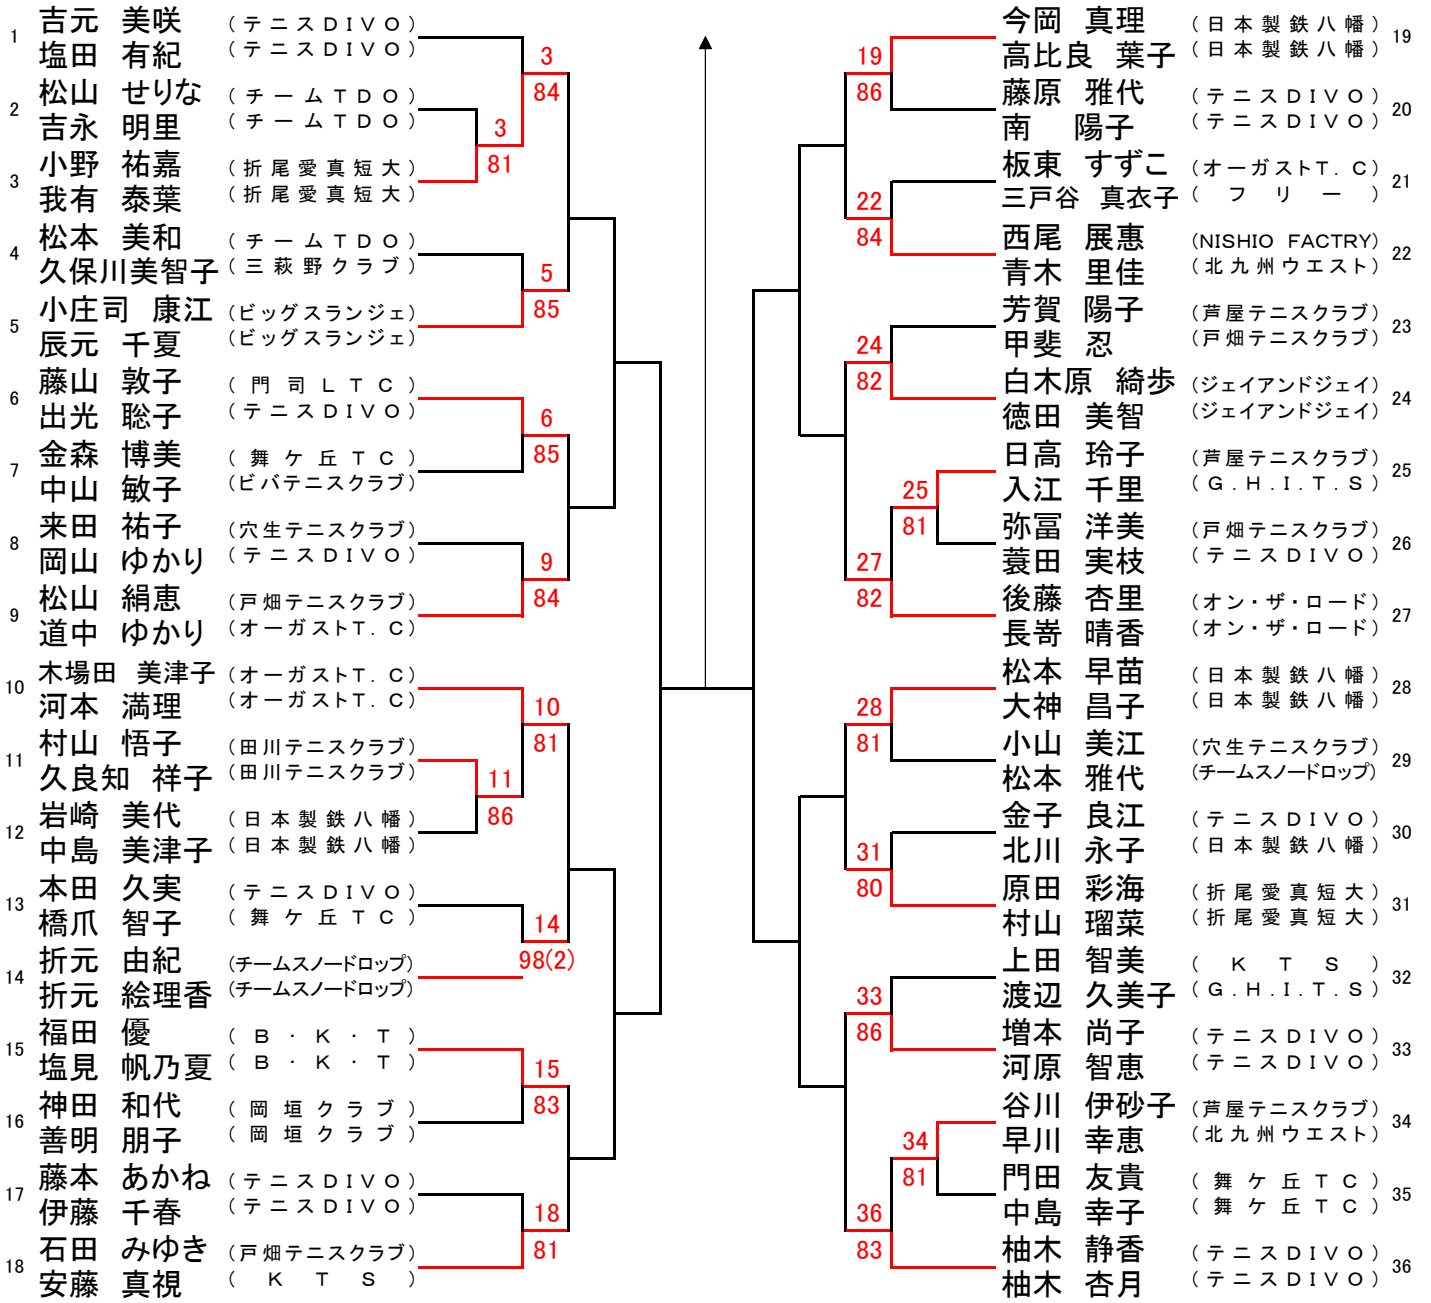 1 吉元 美咲 (テニスDIVO)
塩田 有紀 (テニスDIVO)
2 松山 せりな (チームTDO)
吉永 明里 (チームTDO)
3 小野 祐嘉 (折尾愛真短大)
我有 泰葉 (折尾愛真短大)
4 松本 美和 (チームTDO)
久保川美智子 (三萩野クラブ)
5 小庄司 康江 (ビッグスランジェ)
辰元 千夏 (ビッグスランジェ)
6 藤山 敦子 (門司LTC)
出光 聡子 (テニスDIVO)
7 金森 博美 (舞ケ丘TC)
中山 敏子 (ビバテニスクラブ)
8 来田 祐子 (穴生テニスクラブ)
岡山 ゆかり (テニスDIVO)
9 松山 絹恵 (戸畑テニスクラブ)
道中 ゆかり (オーガストT.C)
10 木場田 美津子 (オーガストT.C)
河本 満理 (オーガストT.C)
11 村山 悟子 (田川テニスクラブ)
久良知 祥子 (田川テニスクラブ)
12 岩崎 美代 (日本製鉄八幡)
中島 美津子 (日本製鉄八幡)
13 本田 久実 (テニスDIVO)
橋爪 智子 (舞ケ丘TC)
14 折元 由紀 (チームスノードロップ)
折元 絵理香 (チームスノードロップ)
15 福田 優 (B・K・T)
塩見 帆乃夏 (B・K・T)
16 神田 和代 (岡垣クラブ)
善明 朋子 (岡垣クラブ)
17 藤本 あかね (テニスDIVO)
伊藤 千春 (テニスDIVO)
18 石田 みゆき (戸畑テニスクラブ)
安藤 真視 (KTS)
3
84
3
81
5
85
6
85
9
84
10
81
11
86
14
98(2)
15
83
18
81
19
86
22
84
24
82
25
81
27
82
28
81
31
80
33
86
34
81
36
83
今岡 真理 (日本製鉄八幡) 19
高比良 葉子 (日本製鉄八幡)
藤原 雅代 (テニスDIVO) 20
南 陽子 (テニスDIVO)
板東 すずこ (オーガストT.C) 21
三戸谷 真衣子 (フリー)
西尾 展恵 (NISHIO FACTRY) 22
青木 里佳 (北九州ウエスト)
芳賀 陽子 (芦屋テニスクラブ) 23
甲斐 忍 (戸畑テニスクラブ)
白木原 綺歩 (ジェイアンドジェイ) 24
徳田 美智 (ジェイアンドジェイ)
日高 玲子 (芦屋テニスクラブ) 25
入江 千里 (G.H.I.T.S)
弥冨 洋美 (戸畑テニスクラブ) 26
蓑田 実枝 (テニスDIVO)
後藤 杏里 (オン・ザ・ロード) 27
長嵜 晴香 (オン・ザ・ロード)
松本 早苗 (日本製鉄八幡) 28
大神 昌子 (日本製鉄八幡)
小山 美江 (穴生テニスクラブ) 29
松本 雅代 (チームスノードロップ)
金子 良江 (テニスDIVO) 30
北川 永子 (日本製鉄八幡)
原田 彩海 (折尾愛真短大) 31
村山 瑠菜 (折尾愛真短大)
上田 智美 (KTS) 32
渡辺 久美子 (G.H.I.T.S)
増本 尚子 (テニスDIVO) 33
河原 智恵 (テニスDIVO)
谷川 伊砂子 (芦屋テニスクラブ) 34
早川 幸恵 (北九州ウエスト)
門田 友貴 (舞ケ丘TC) 35
中島 幸子 (舞ケ丘TC)
柚木 静香 (テニスDIVO) 36
柚木 杏月 (テニスDIVO)